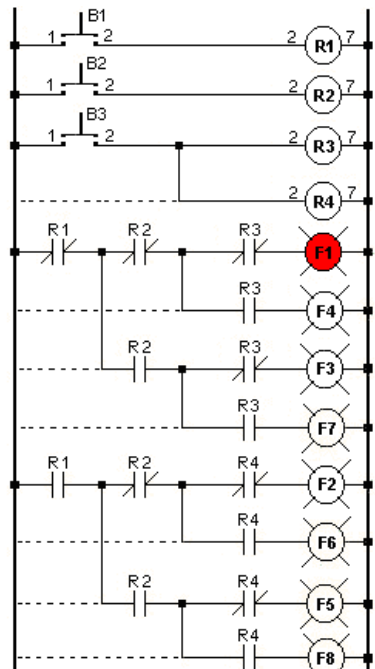 B1
1 2 2 R1 7
B2
1 2 2 R2 7
B3
1 2 2 R3 7
2 R4 7
R1 R2 R3 F1
R3 F4
R2 R3 F3
R3 F7
R1 R2 R4 F2
R4 F6
R2 R4 F5
R4 F8